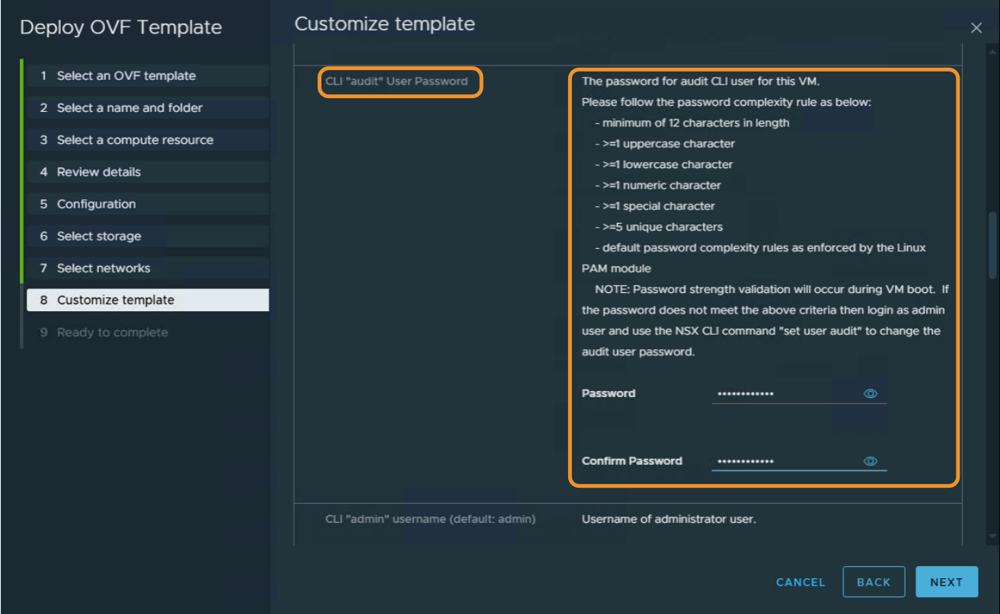 Deploy OVF Template
1 Select an OVF template
2 Select a name and folder
3 Select a compute resource
4 Review details
5 Configuration
6 Select storage
7 Select networks
8 Customize template
9 Ready to complete
Customize template
CLI "audit" User Password
The password for audit CLI user for this VM.
Please follow the password complexity rule as below:
- minimum of 12 characters in length
- >=1 uppercase character
- >=1 lowercase character
- >=1 numeric character
- >=1 special character
- >=5 unique characters
- default password complexity rules as enforced by the Linux
PAM module
NOTE: Password strength validation will occur during VM boot. If
the password does not meet the above criteria then login as admin
user and use the NSX CLI command "set user audit" to change the
audit user password.
Password ••••••••••••
Confirm Password ••••••••••••
CLI "admin" username (default: admin)
Username of administrator user.
CANCEL
BACK
NEXT